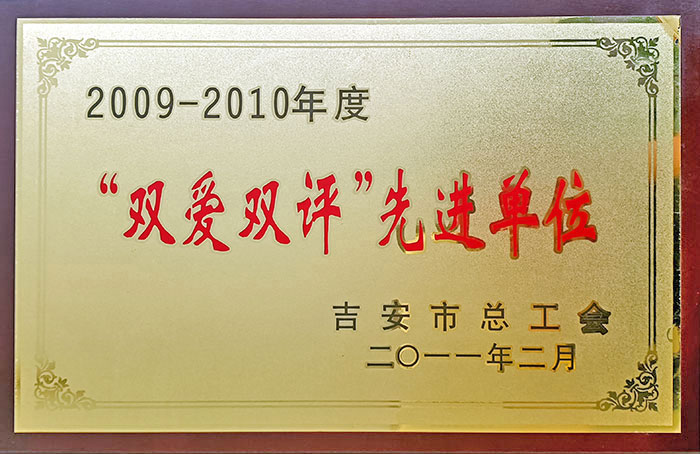 2009-2010年度
“双爱双评”先进单位
吉安市总工会
二〇一一年二月